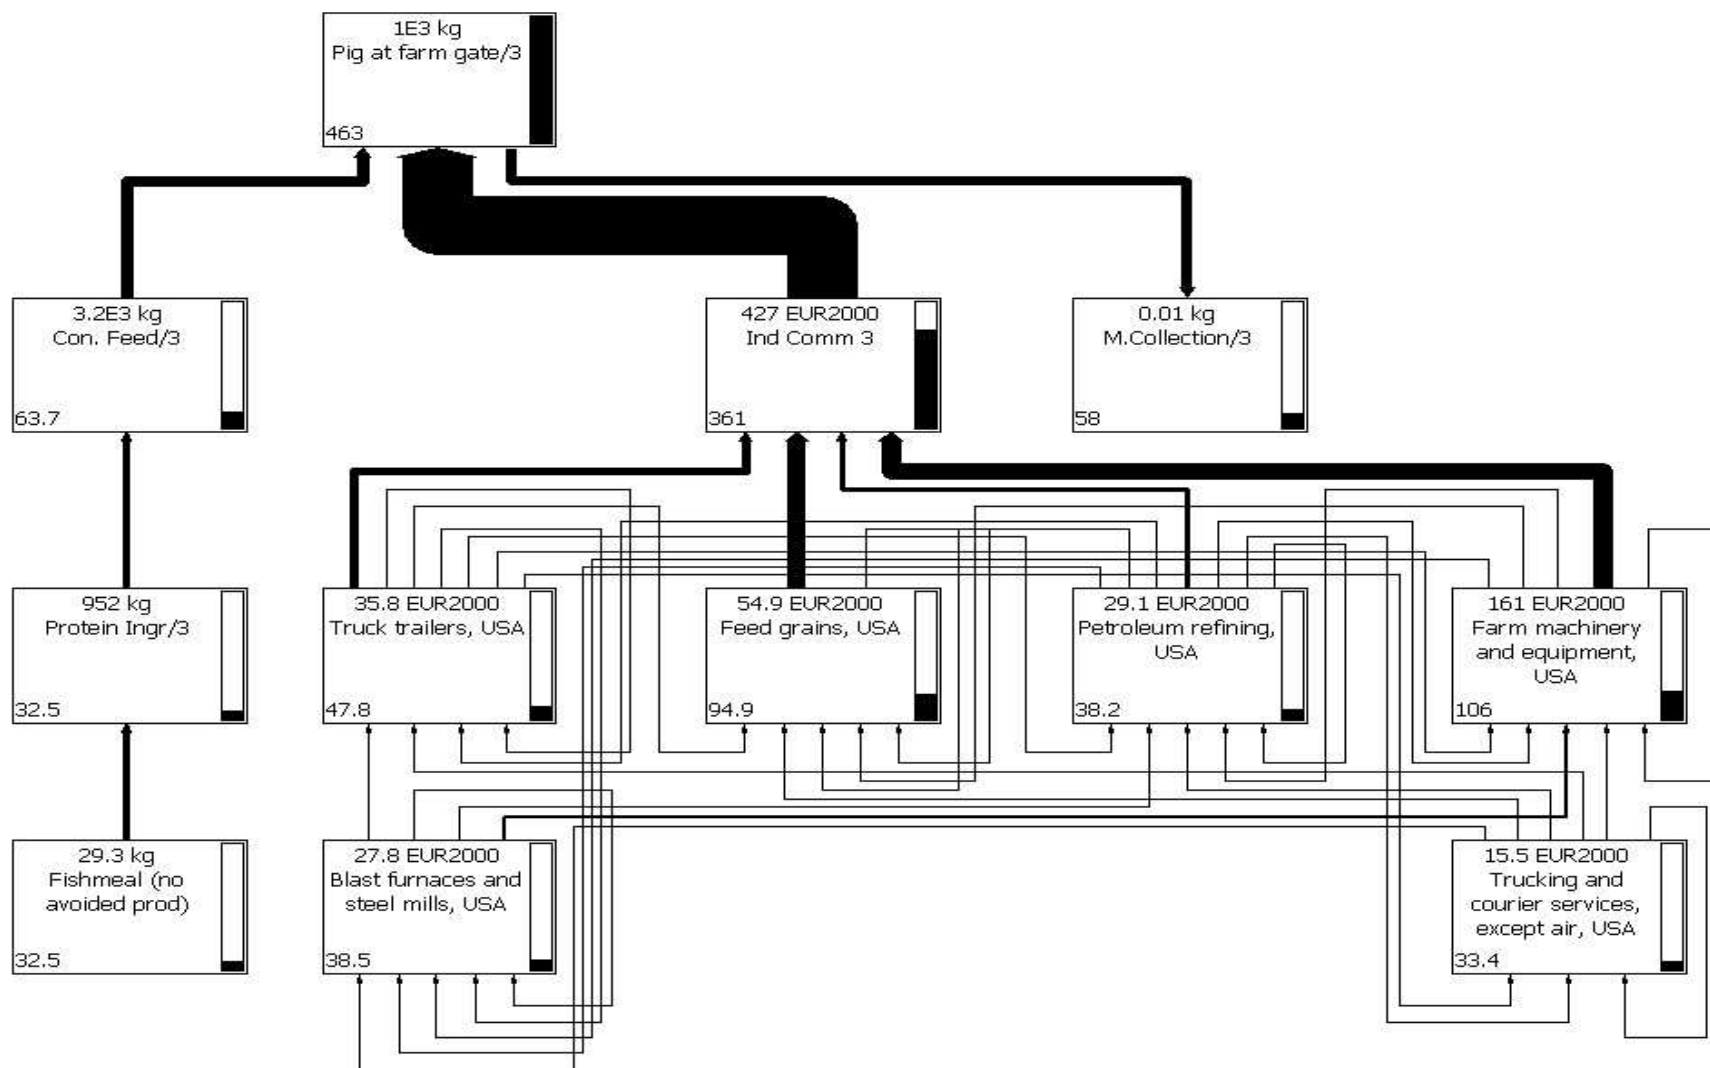 1E3 kg
Pig at farm gate/3
463
3.2E3 kg
Con. Feed/3
63.7
427 EUR2000
Ind Comm 3
361
0.01 kg
M.Collection/3
58
952 kg
Protein Ingr/3
32.5
35.8 EUR2000
Truck trailers, USA
47.8
54.9 EUR2000
Feed grains, USA
94.9
29.1 EUR2000
Petroleum refining,
USA
38.2
161 EUR2000
Farm machinery
and equipment,
USA
106
29.3 kg
Fishmeal (no
avoided prod)
32.5
27.8 EUR2000
Blast furnaces and
steel mills, USA
38.5
15.5 EUR2000
Trucking and
courier services,
except air, USA
33.4